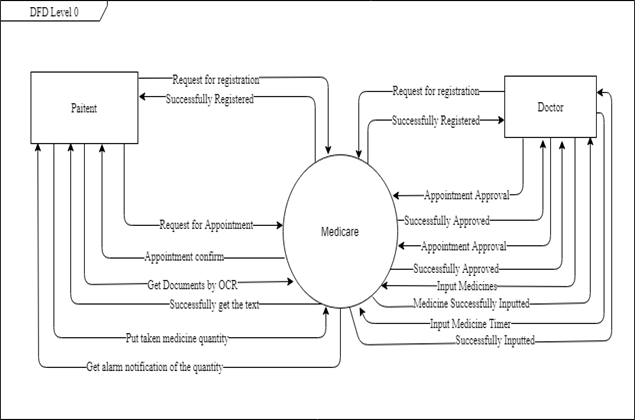 DFD Level 0
Paitent
Request for registration
Successfully Registered
Request for registration
Successfully Registered
Doctor
Medicare
Request for Appointment
Appointment confirm
Get Documents by OCR
Successfully get the text
Put taken medicine quantity
Get alarm notification of the quantity
Appointment Approval
Successfully Approved
Appointment Approval
Successfully Approved
Input Medicines
Medicine Successfully Inputted
Input Medicine Timer
Successfully Inputted